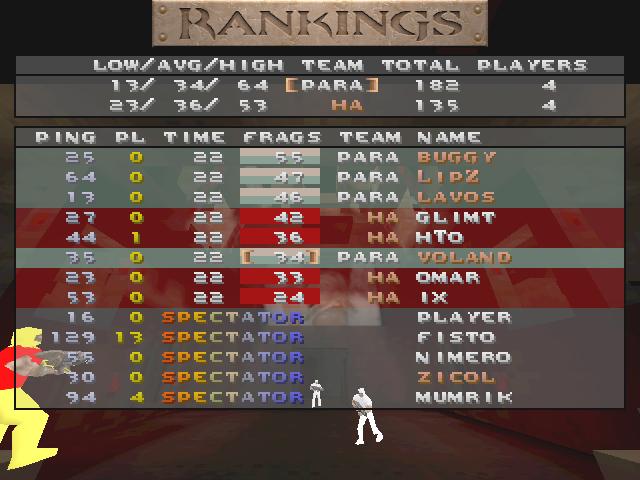 RANKINGS
LOW/AVG/HIGH TEAM TOTAL PLAYERS
13/ 34/ 64 [PARA] 182 4
23/ 36/ 53 HA 135 4
PING PL TIME FRAGS TEAM NAME
25 0 22 55 PARA BUGGY
64 0 22 47 PARA LIPZ
13 0 22 46 PARA LAVOS
27 0 22 42 HA GLIMT
44 1 22 36 HA HTO
35 0 22 [ 34] PARA VOLAND
23 0 22 33 HA OMAR
53 0 22 24 HA IX
16 0 SPECTATOR PLAYER
129 13 SPECTATOR FISTO
55 0 SPECTATOR NIMERO
30 0 SPECTATOR ZICOL
94 4 SPECTATOR MUMRIK